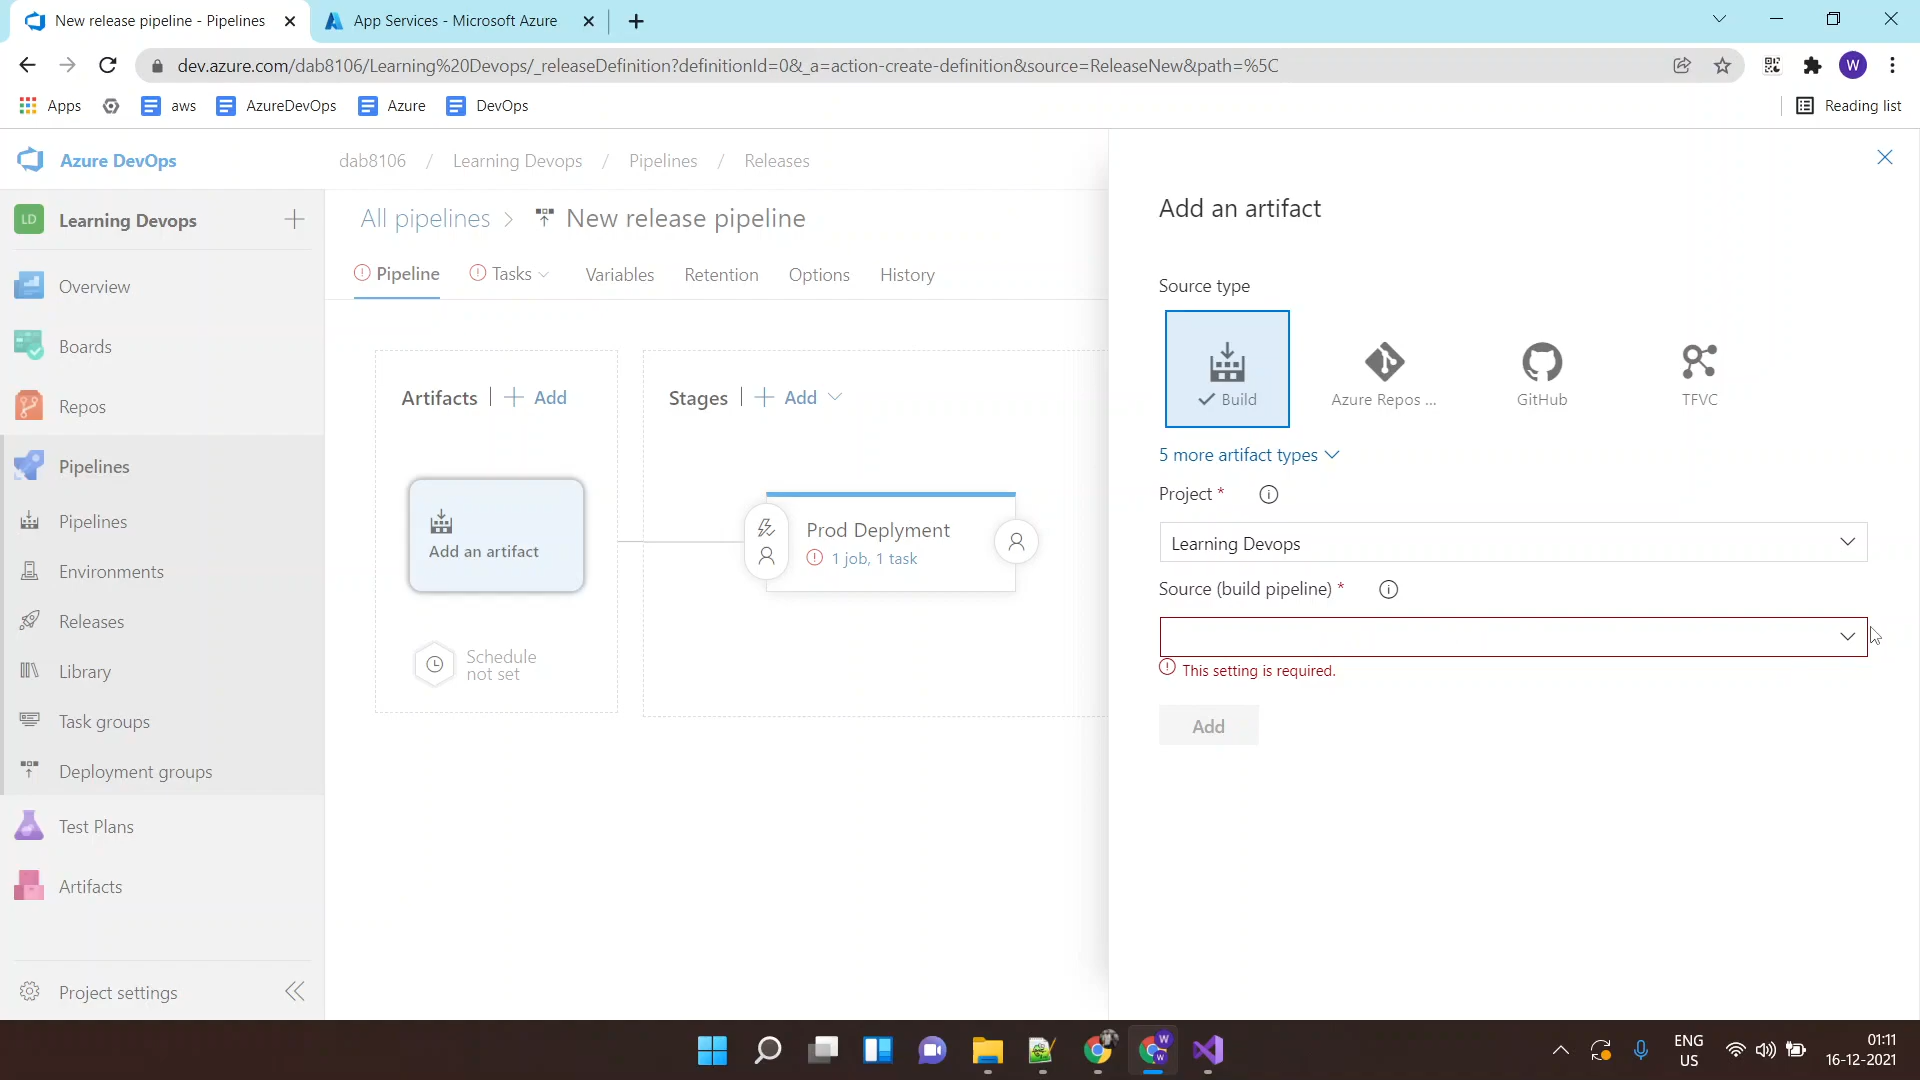 New release pipeline - Pipelines
App Services - Microsoft Azure
dev.azure.com/dab8106/Learning%20Devops/_releaseDefinition?definitionId=0&_a=action-create-definition&source=ReleaseNew&path=%5C
W
Apps
aws
AzureDevOps
Azure
DevOps
Reading list
Azure DevOps
dab8106 / Learning Devops / Pipelines / Releases
LD
Learning Devops
Overview
Boards
Repos
Pipelines
Pipelines
Environments
Releases
Library
Task groups
Deployment groups
Test Plans
Artifacts
Project settings
All pipelines > New release pipeline
Pipeline
Tasks
Variables
Retention
Options
History
Artifacts | + Add
Stages | + Add
Add an artifact
Schedule
not set
Prod Deplyment
1 job, 1 task
Add an artifact
Source type
Build
Azure Repos ...
GitHub
TFVC
5 more artifact types
Project *
Learning Devops
Source (build pipeline) *
This setting is required.
Add
ENG
US
01:11
16-12-2021